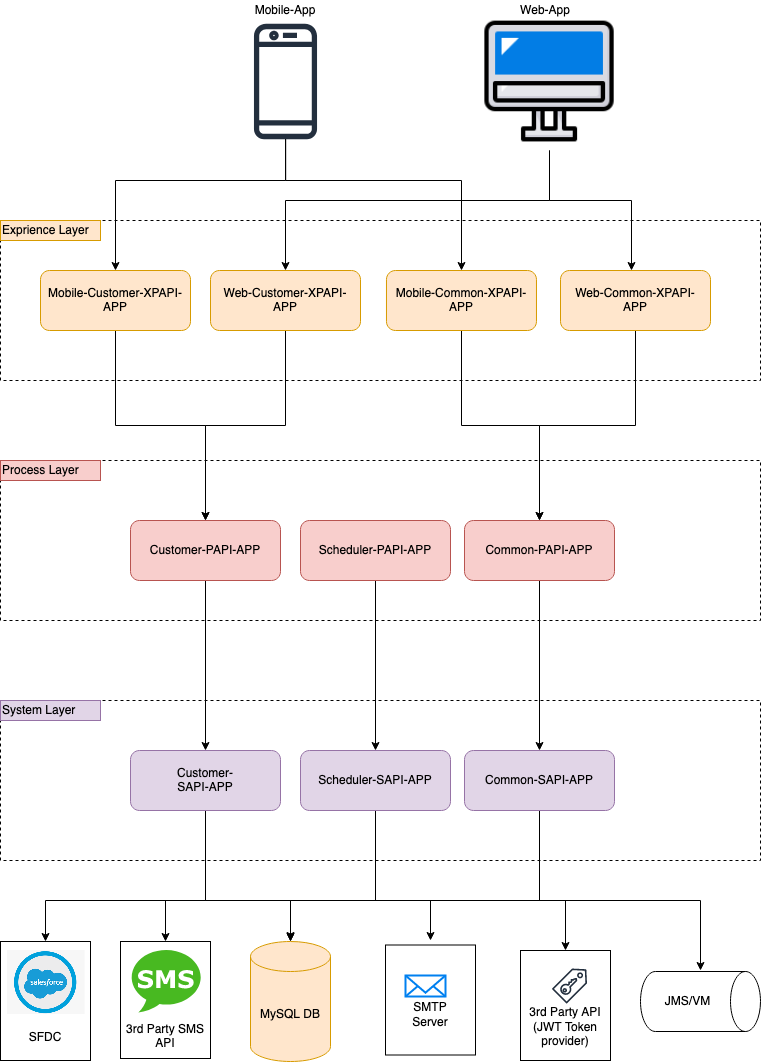 Mobile-App
Web-App
Exprience Layer
Mobile-Customer-XPAPI-
APP
Web-Customer-XPAPI-
APP
Mobile-Common-XPAPI-
APP
Web-Common-XPAPI-
APP
Process Layer
Customer-PAPI-APP
Scheduler-PAPI-APP
Common-PAPI-APP
System Layer
Customer-
SAPI-APP
Scheduler-SAPI-APP
Common-SAPI-APP
salesforce
SFDC
SMS
3rd Party SMS
API
MySQL DB
SMTP
Server
3rd Party API
(JWT Token
provider)
JMS/VM